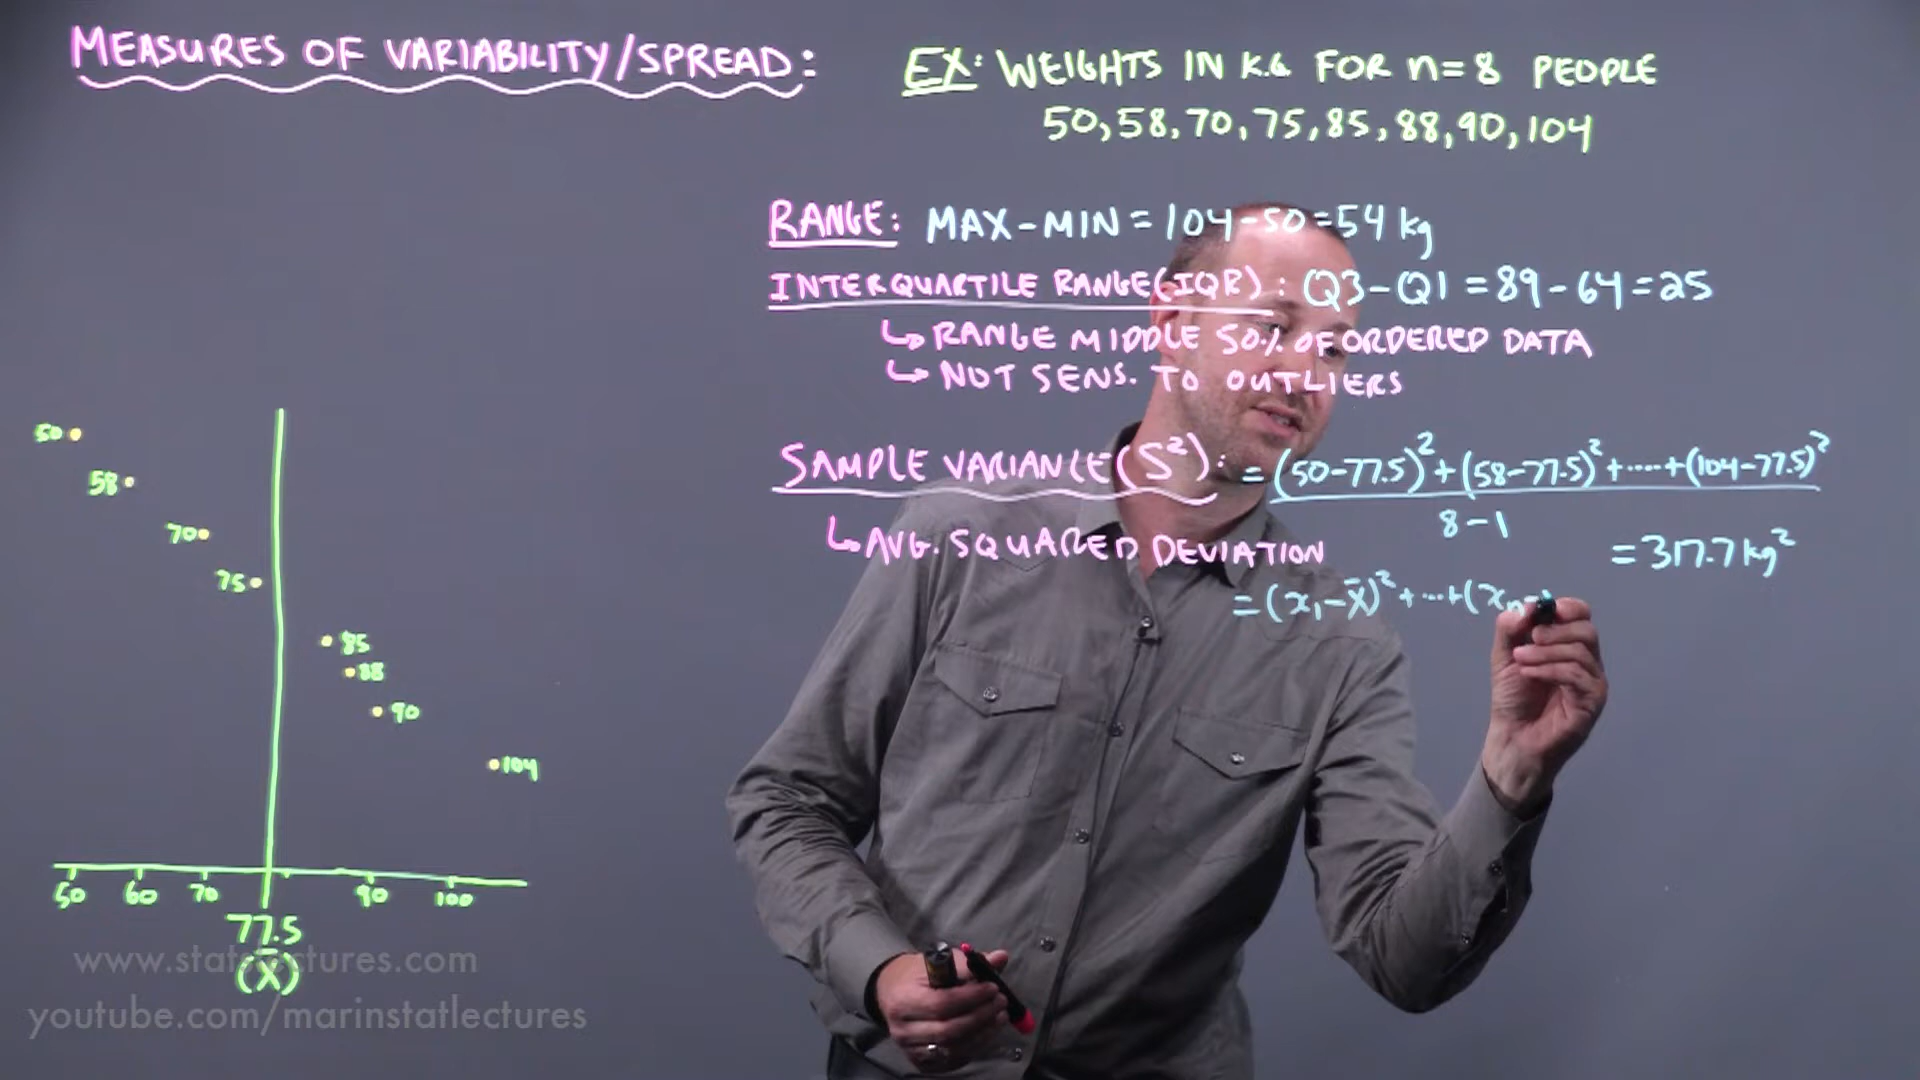 MEASURES OF VARIABILITY/SPREAD:
EX: WEIGHTS IN KG FOR n=8 PEOPLE
50, 58, 70, 75, 85, 88, 90, 104
RANGE: MAX-MIN = 104-50=54 kg
INTERQUARTILE RANGE(IQR): Q3-Q1 = 89-64=25
↳ RANGE MIDDLE 50% OF ORDERED DATA
↳ NOT SENS. TO OUTLIERS
SAMPLE VARIANCE(S²): = (50-77.5)²+(58-77.5)²+.....+(104-77.5)²
8-1
↳ AVG. SQUARED DEVIATION
= 317.7 kg²
= (x₁-x̄)²+...+(xₙ-
50
58
70
75
85
88
90
104
50 60 70 90 100
77.5
(X̄)
www.statslectures.com
youtube.com/marinstatlectures